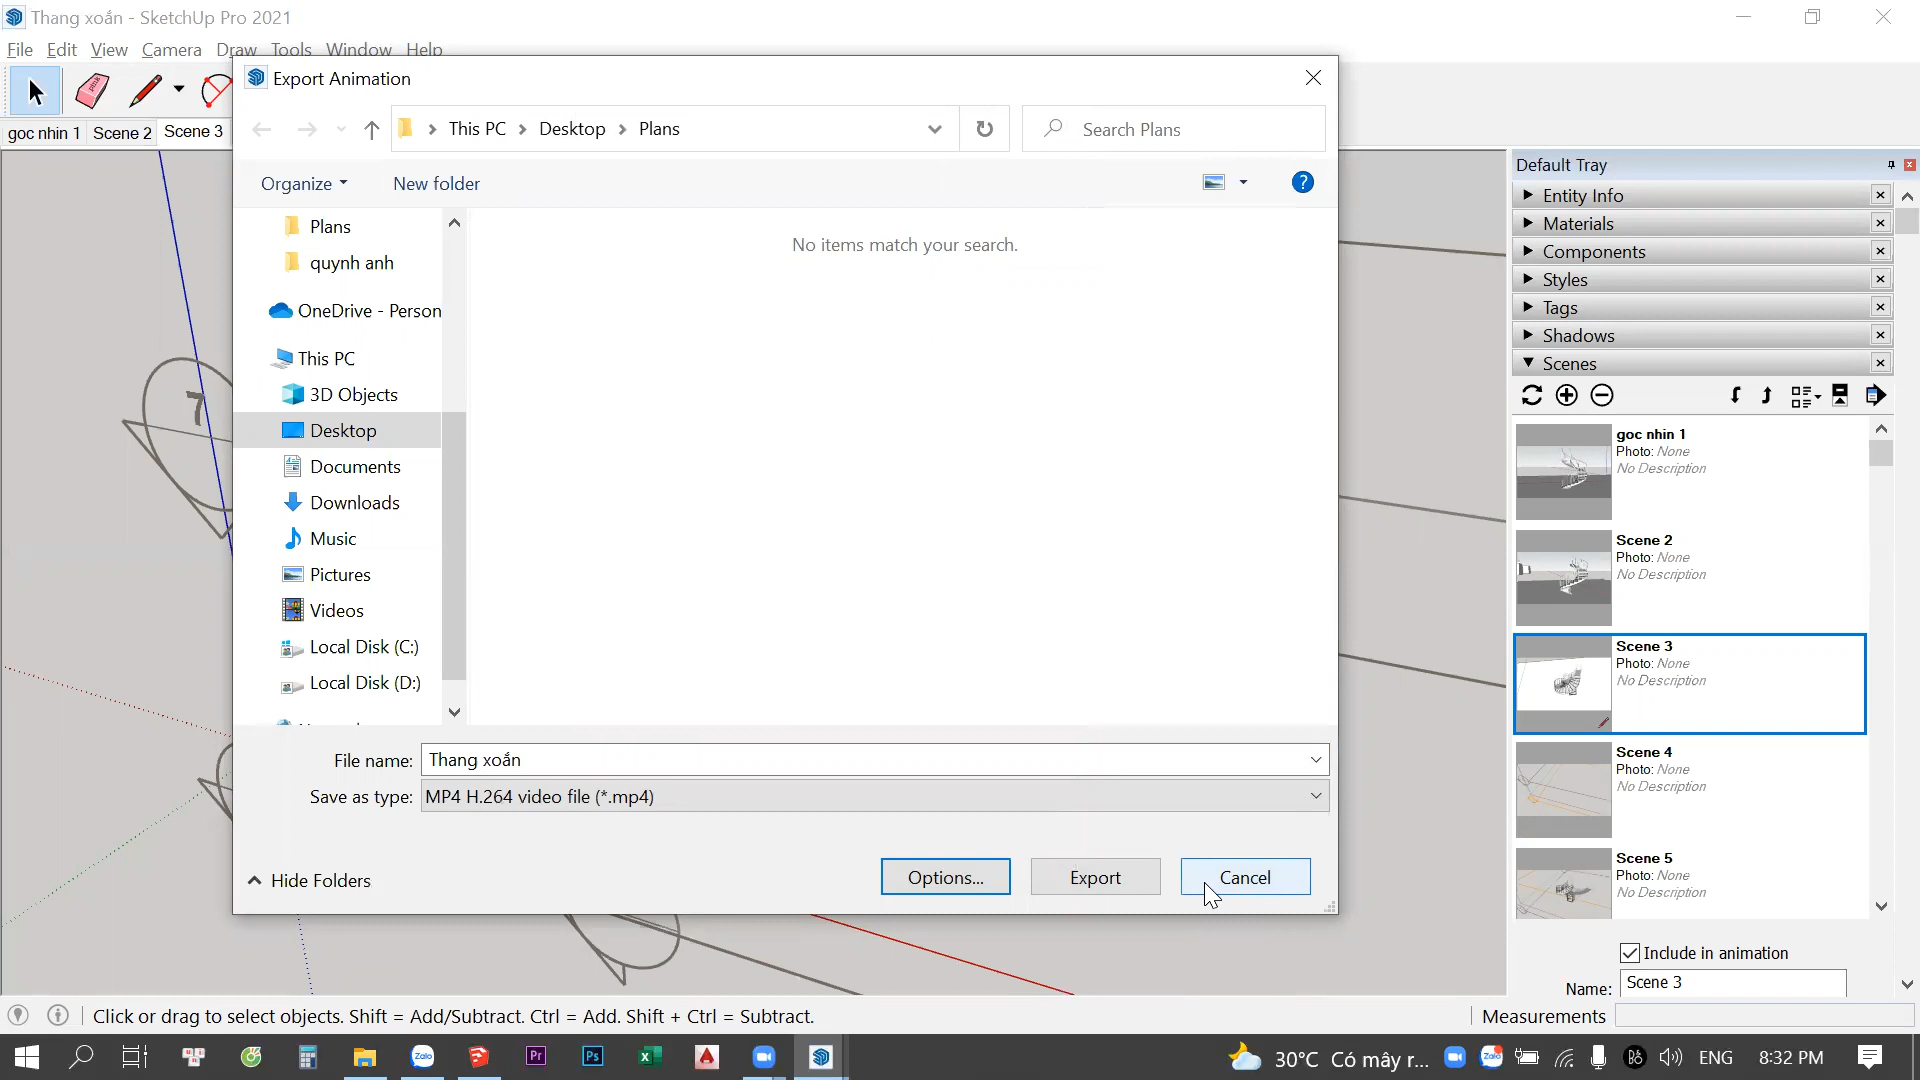 Thang xoắn - SketchUp Pro 2021
File Edit View Camera Draw Tools Window Help
Export Animation
goc nhin 1 Scene 2 Scene 3
This PC Desktop Plans
Search Plans
Organize New folder
Plans
quynh anh
OneDrive - Person
This PC
3D Objects
Desktop
Documents
Downloads
Music
Pictures
Videos
Local Disk (C:)
Local Disk (D:)
No items match your search.
File name: Thang xoắn
Save as type: MP4 H.264 video file (*.mp4)
Hide Folders
Options... Export Cancel
7
Default Tray
Entity Info
Materials
Components
Styles
Tags
Shadows
Scenes
goc nhin 1
Photo: None
No Description
Scene 2
Photo: None
No Description
Scene 3
Photo: None
No Description
Scene 4
Photo: None
No Description
Scene 5
Photo: None
No Description
Include in animation
Name: Scene 3
Click or drag to select objects. Shift = Add/Subtract. Ctrl = Add. Shift + Ctrl = Subtract.
Measurements
Zalo Pr Ps
30°C Có mây r... Zalo ENG 8:32 PM